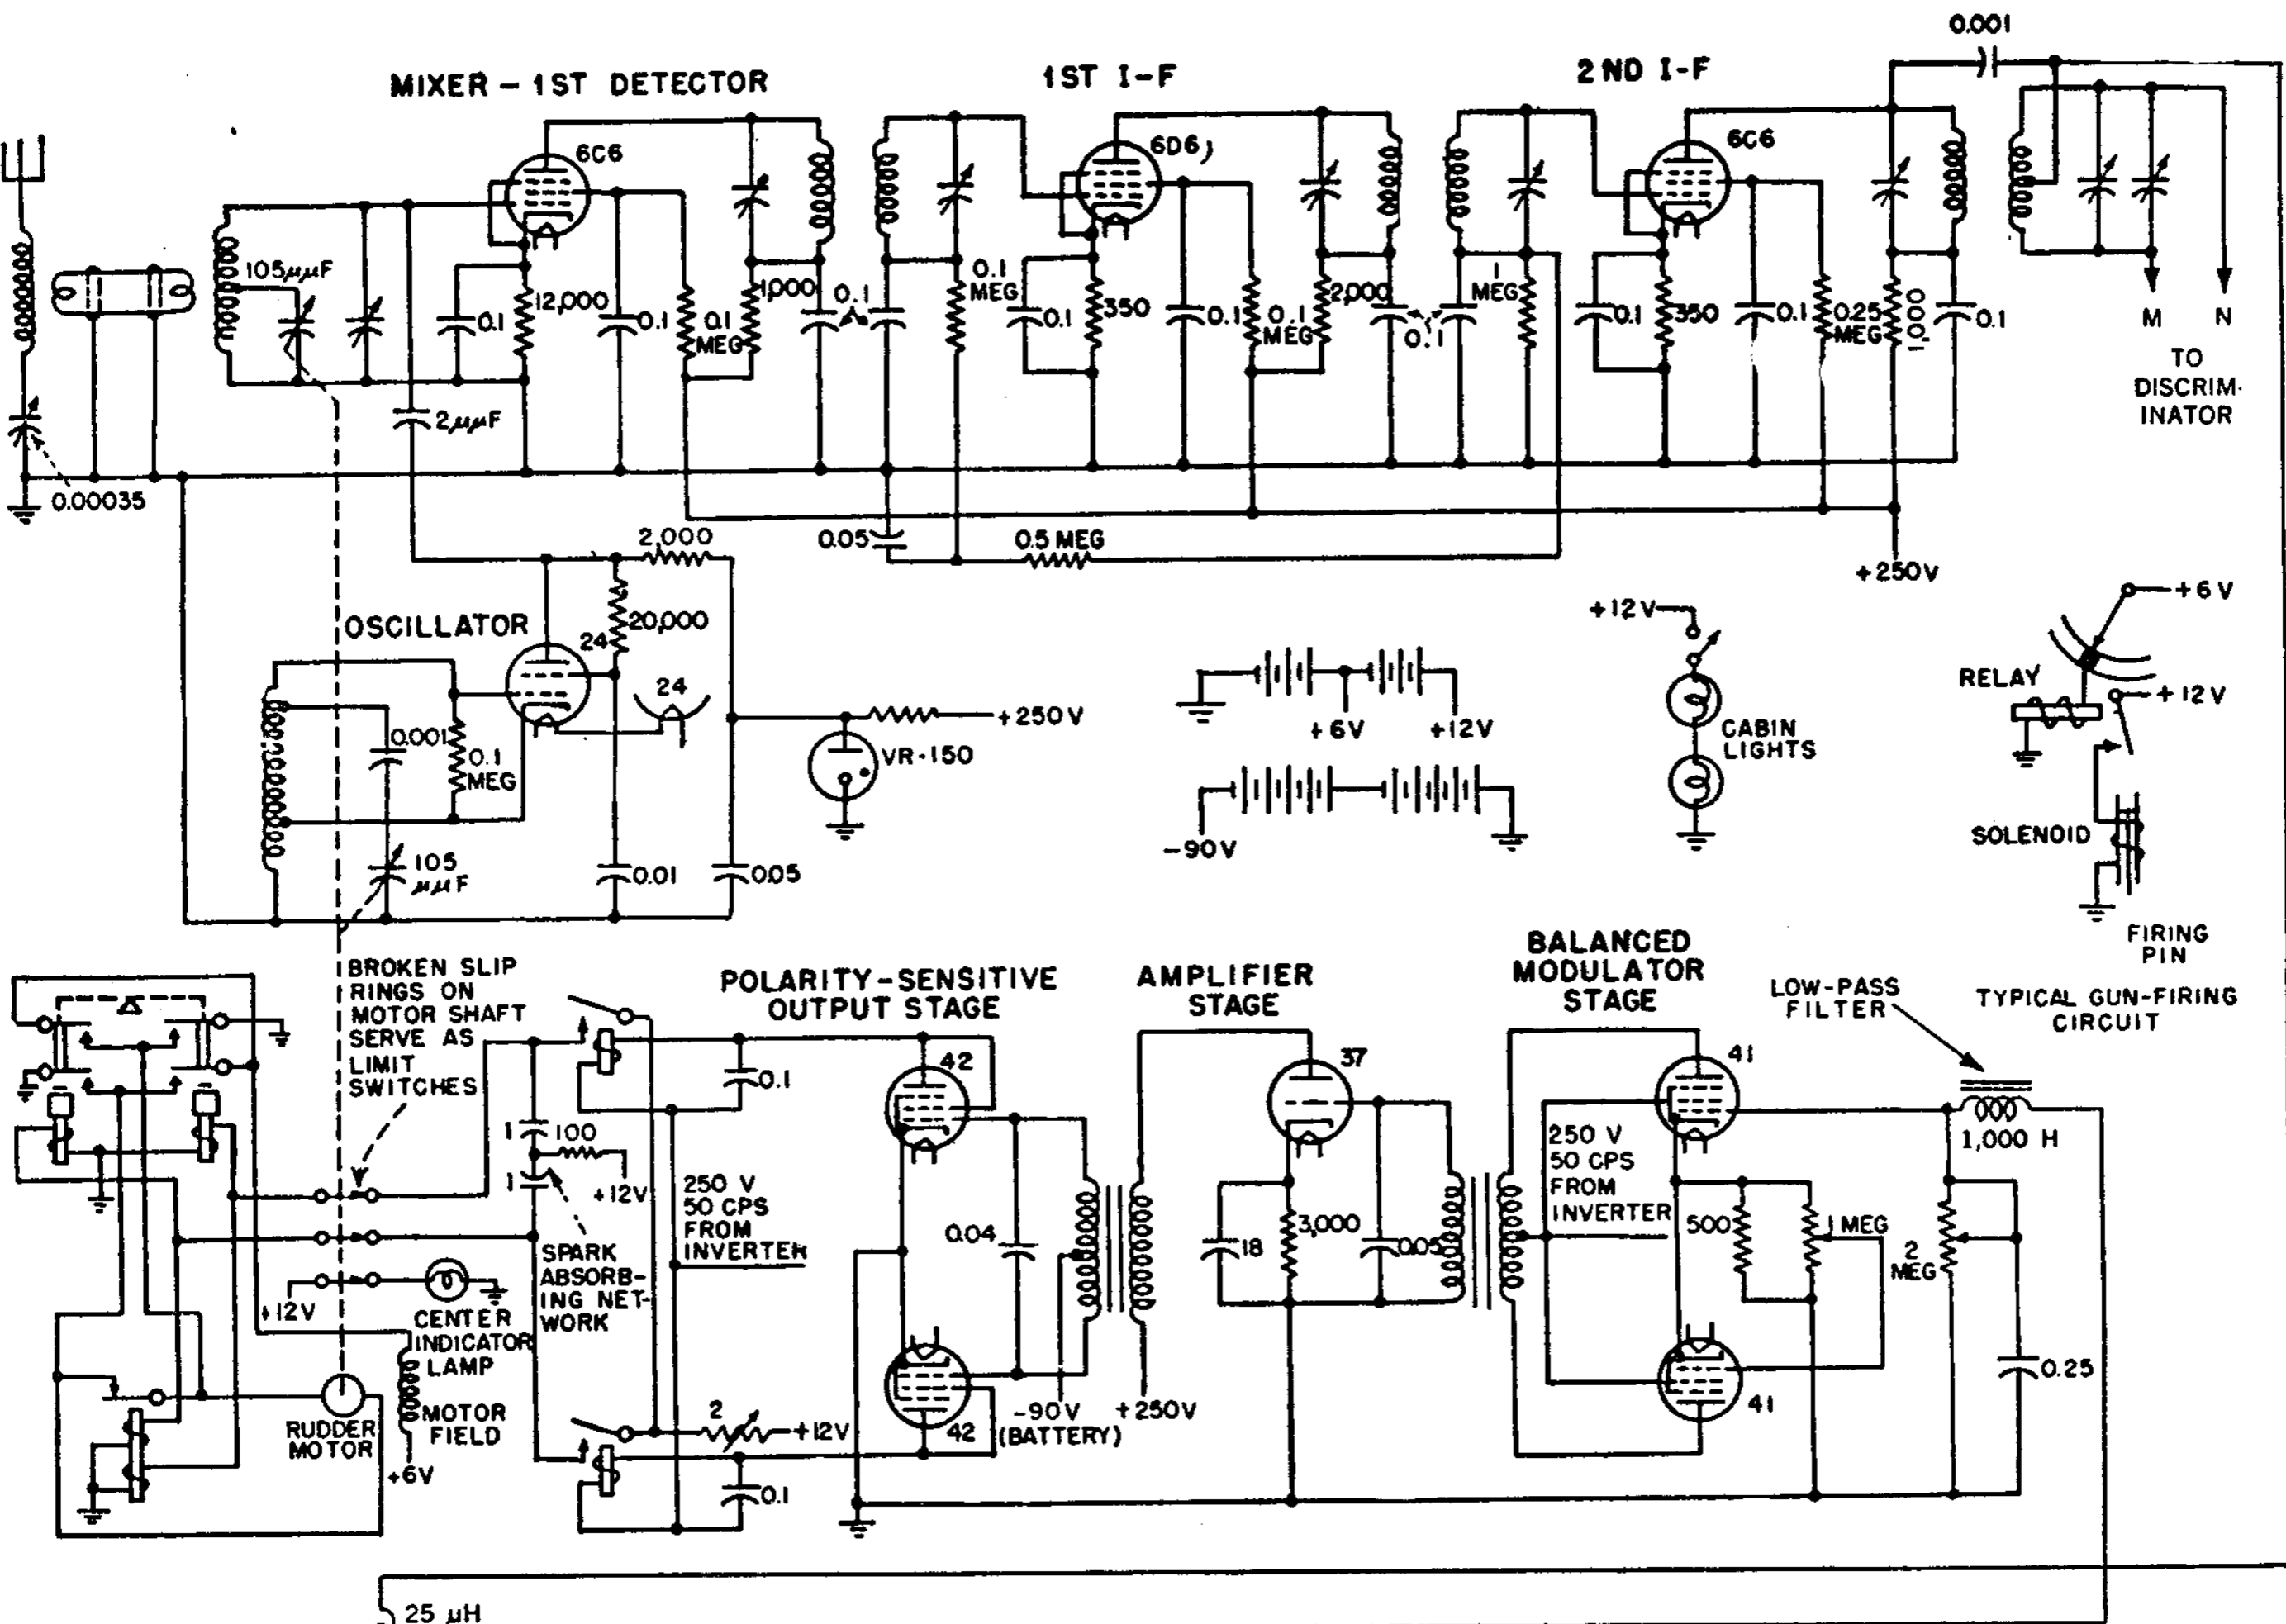 0.001
MIXER – 1ST DETECTOR
1ST I-F
2ND I-F
6C6
6D6)
6C6
105μμF
12,000
0.1
0.1
0.1
MEG
1,000
0.1
0.1
MEG
0.1
350
0.1
0.1
MEG
2,000
0.1
1
MEG
0.1
350
0.1
0.25
MEG
1,000
0.1
M N
TO
DISCRIM-
INATOR
2μμF
0.00035
2,000
0.05
0.5 MEG
+250V
OSCILLATOR
24
20,000
24
+250V
VR-150
0.001
0.1
MEG
105
μμF
0.01
0.05
+6V
+12V
-90V
+12V
CABIN
LIGHTS
+6V
RELAY
+12V
SOLENOID
FIRING
PIN
TYPICAL GUN-FIRING
CIRCUIT
BROKEN SLIP
RINGS ON
MOTOR SHAFT
SERVE AS
LIMIT
SWITCHES
POLARITY-SENSITIVE
OUTPUT STAGE
AMPLIFIER
STAGE
BALANCED
MODULATOR
STAGE
LOW-PASS
FILTER
42
37
41
0.1
1
100
1
+12V
250 V
50 CPS
FROM
INVERTER
SPARK
ABSORB-
ING NET-
WORK
0.04
18
3,000
0.05
250 V
50 CPS
FROM
INVERTER
500
1 MEG
2
MEG
1,000 H
0.25
+12V
CENTER
INDICATOR
LAMP
MOTOR
FIELD
RUDDER
MOTOR
+6V
2
+12V
0.1
42
-90V
(BATTERY)
+250V
41
25 μH